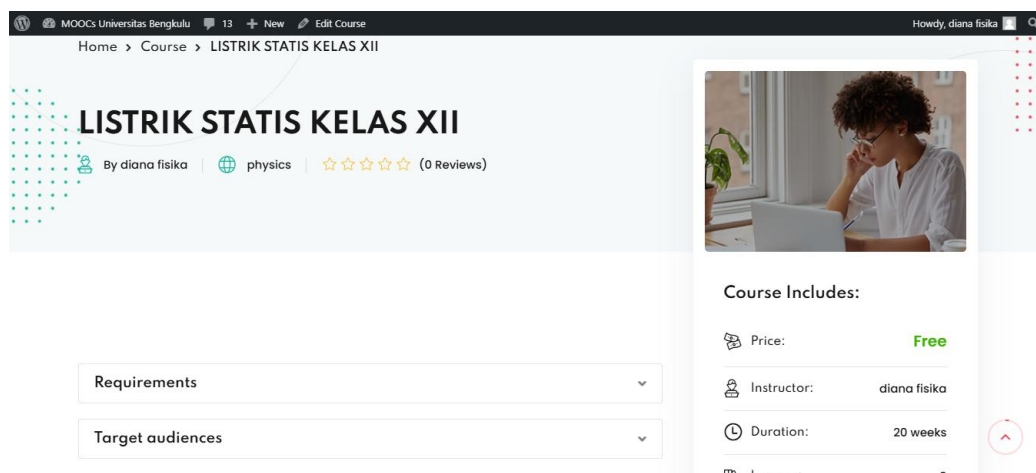 MOOCs Universitas Bengkulu 13 New Edit Course Howdy, diana fisika
Home > Course > LISTRIK STATIS KELAS XII
LISTRIK STATIS KELAS XII
By diana fisika physics (0 Reviews)
Course Includes:
Price: Free
Instructor: diana fisika
Duration: 20 weeks
Requirements
Target audiences